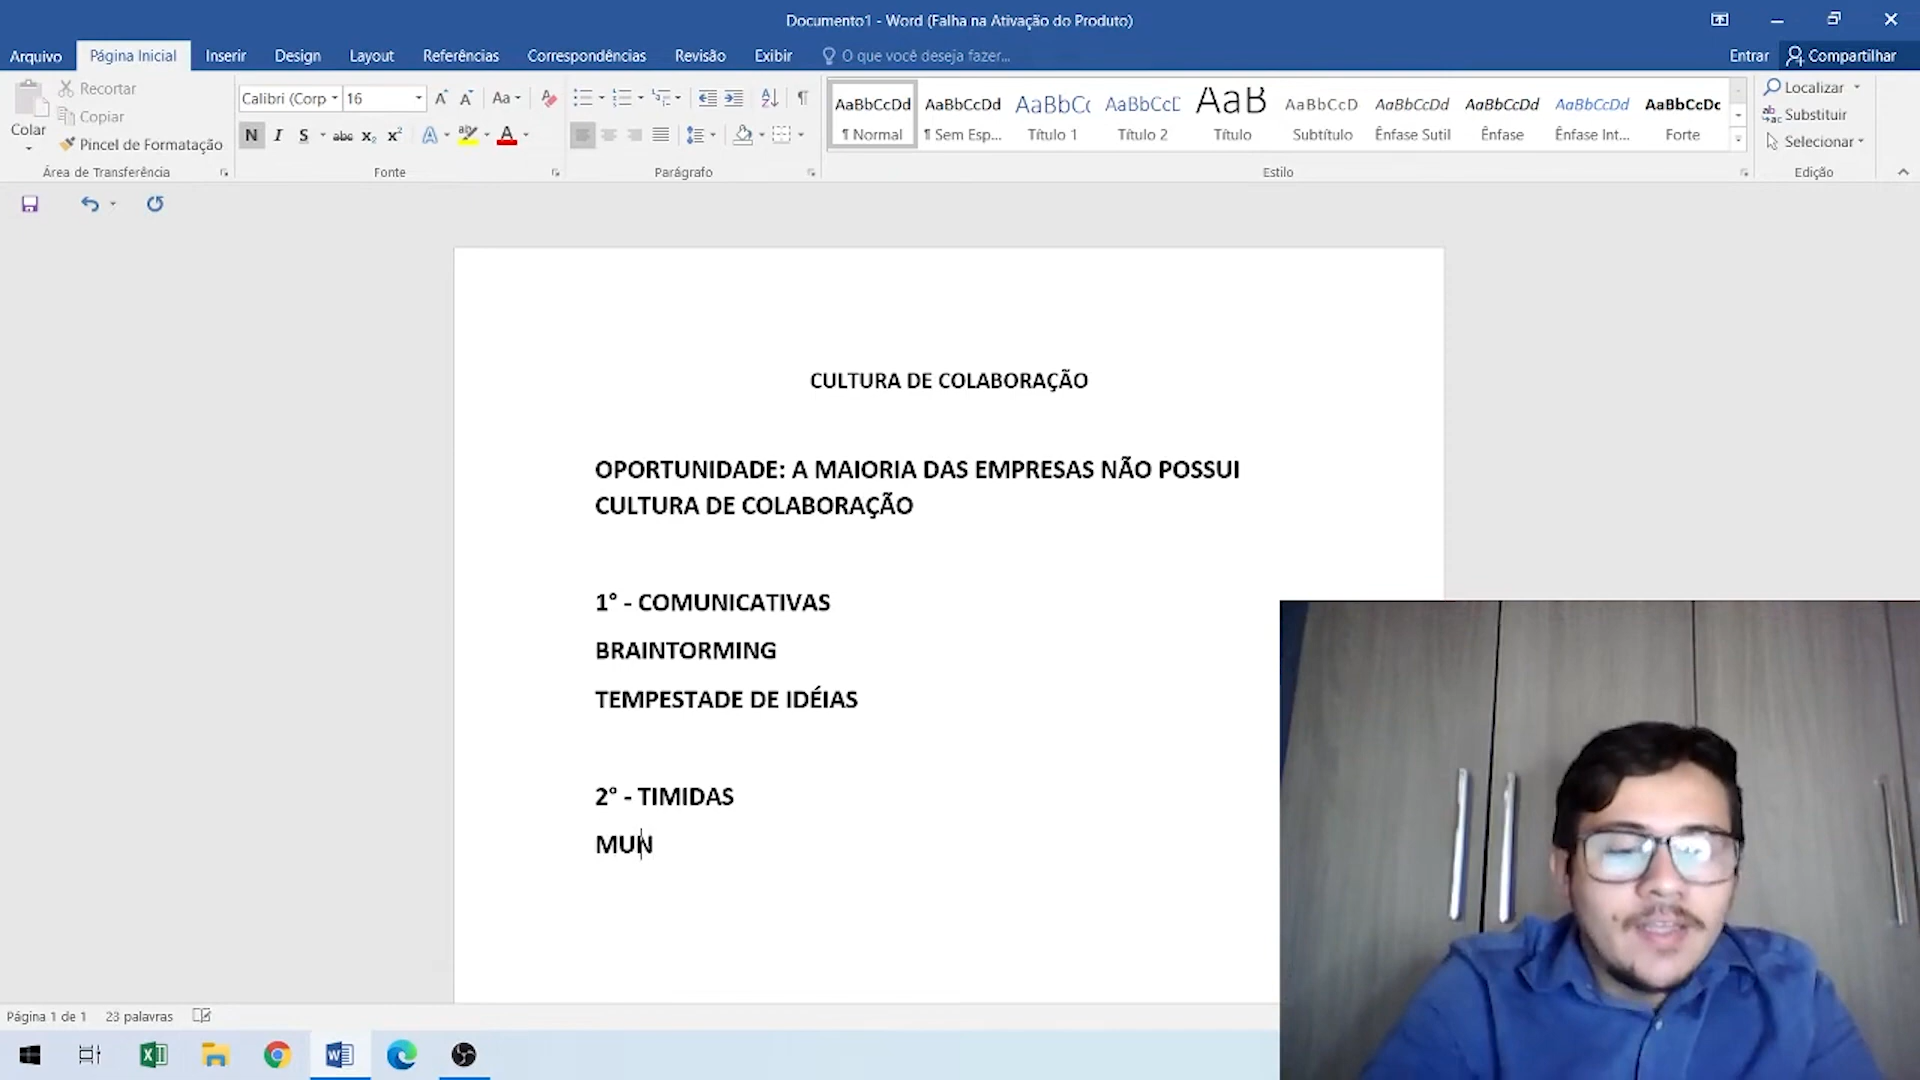 Documento1 - Word (Falha na Ativação do Produto)
Arquivo Página Inicial Inserir Design Layout Referências Correspondências Revisão Exibir O que você deseja fazer... Entrar Compartilhar
Colar
Recortar
Copiar
Pincel de Formatação
Área de Transferência
Calibri (Corp 16
Aa
N I S abc x₂ x²
A
Fonte
Parágrafo
AaBbCcDd AaBbCcDd AaBbCc AaBbCcD AaB AaBbCcD AaBbCcDd AaBbCcDd AaBbCcDd AaBbCcDc
¶ Normal ¶ Sem Esp... Título 1 Título 2 Título Subtítulo Ênfase Sutil Ênfase Ênfase Int... Forte
Estilo
Localizar
Substituir
Selecionar
Edição
CULTURA DE COLABORAÇÃO
OPORTUNIDADE: A MAIORIA DAS EMPRESAS NÃO POSSUI
CULTURA DE COLABORAÇÃO
1° - COMUNICATIVAS
BRAINTORMING
TEMPESTADE DE IDÉIAS
2° - TIMIDAS
MUN
Página 1 de 1 23 palavras